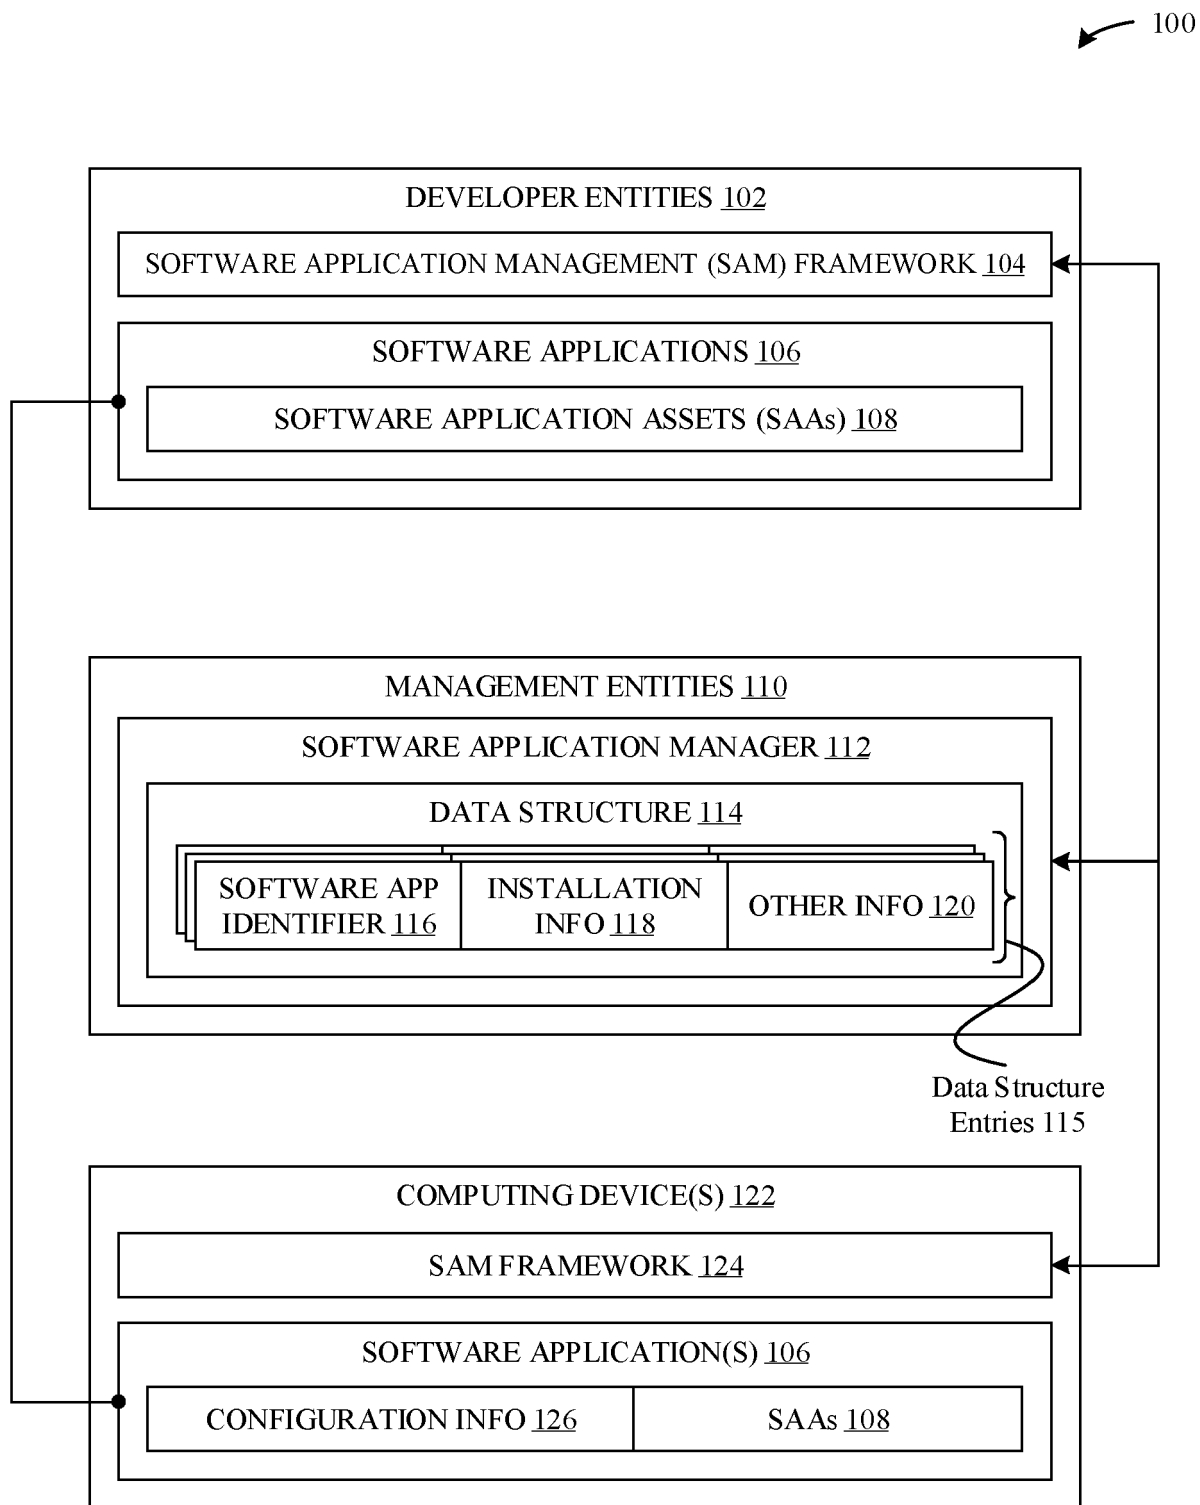 100
DEVELOPER ENTITIES 102
SOFTWARE APPLICATION MANAGEMENT (SAM) FRAMEWORK 104
SOFTWARE APPLICATIONS 106
SOFTWARE APPLICATION ASSETS (SAAs) 108
MANAGEMENT ENTITIES 110
SOFTWARE APPLICATION MANAGER 112
DATA STRUCTURE 114
SOFTWARE APP
IDENTIFIER 116
INSTALLATION
INFO 118
OTHER INFO 120
Data Structure
Entries 115
COMPUTING DEVICE(S) 122
SAM FRAMEWORK 124
SOFTWARE APPLICATION(S) 106
CONFIGURATION INFO 126
SAAs 108